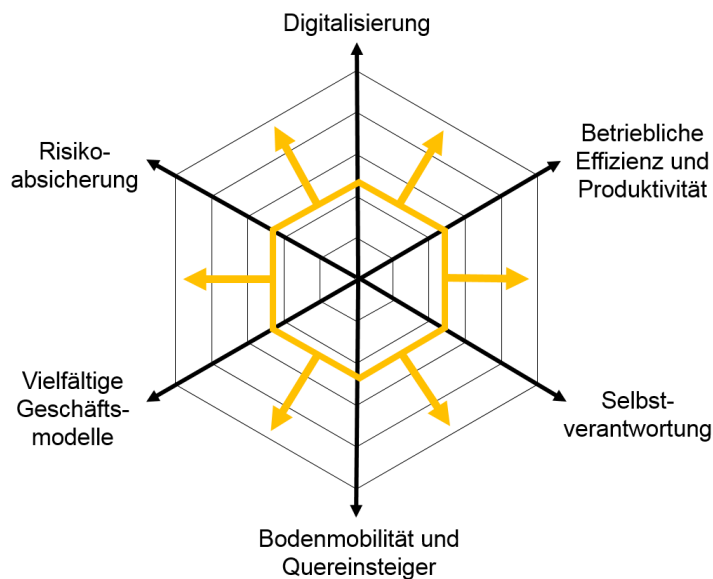 Digitalisierung
Betriebliche
Effizienz und
Produktivität
Selbst-
verantwortung
Bodenmobilität und
Quereinsteiger
Vielfältige
Geschäfts-
modelle
Risiko-
absicherung